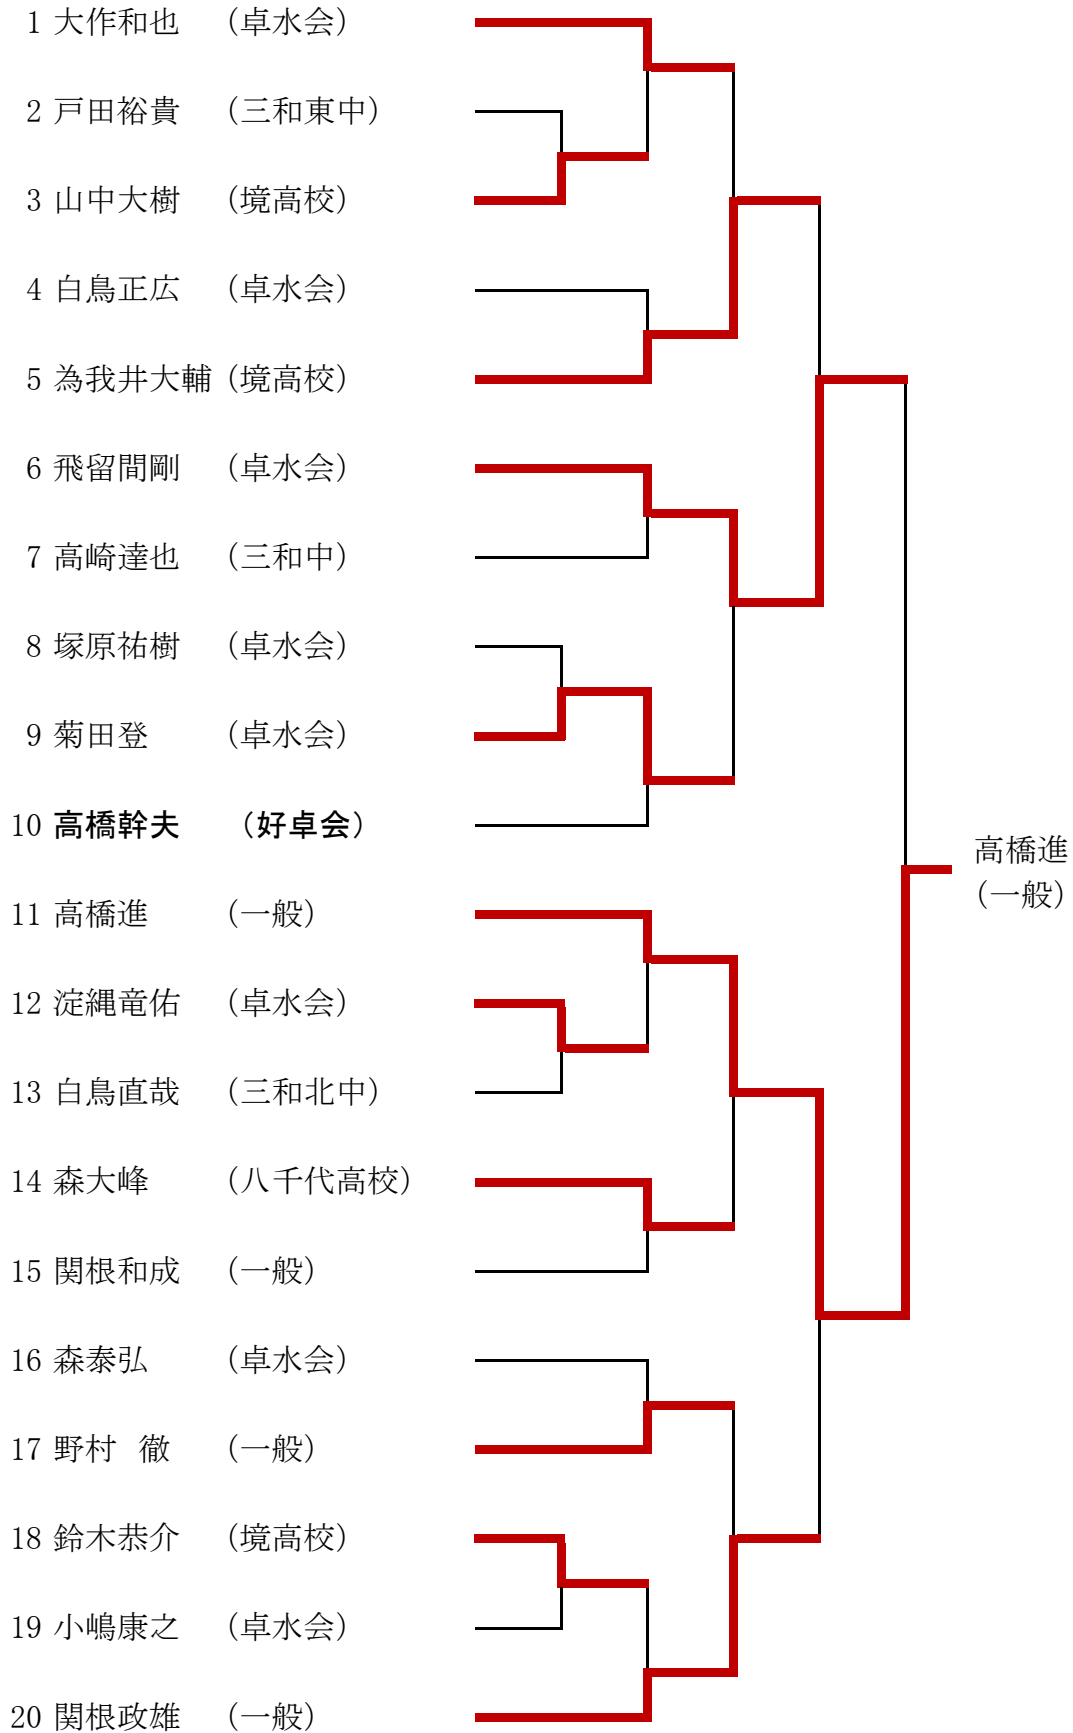 1 大作和也 (卓水会)
2 戸田裕貴 (三和東中)
3 山中大樹 (境高校)
4 白鳥正広 (卓水会)
5 為我井大輔 (境高校)
6 飛留間剛 (卓水会)
7 高崎達也 (三和中)
8 塚原祐樹 (卓水会)
9 菊田登 (卓水会)
10 高橋幹夫 (好卓会)
高橋進
(一般)
11 高橋進 (一般)
12 淀縄竜佑 (卓水会)
13 白鳥直哉 (三和北中)
14 森大峰 (八千代高校)
15 関根和成 (一般)
16 森泰弘 (卓水会)
17 野村 徹 (一般)
18 鈴木恭介 (境高校)
19 小嶋康之 (卓水会)
20 関根政雄 (一般)